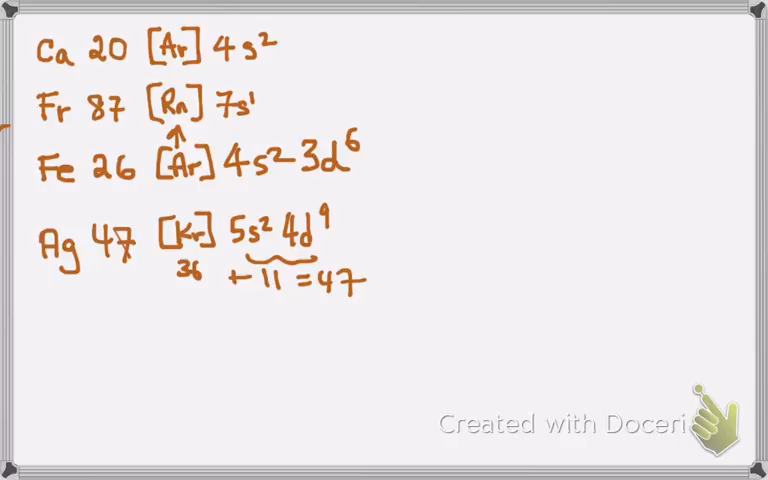 Ca 20 [Ar] 4s²
Fr 87 [Rn] 7s¹
↑
Fe 26 [Ar] 4s² 3d⁶
Ag 47 [Kr] 5s² 4d⁹
36 + 11 = 47
Created with Doceri